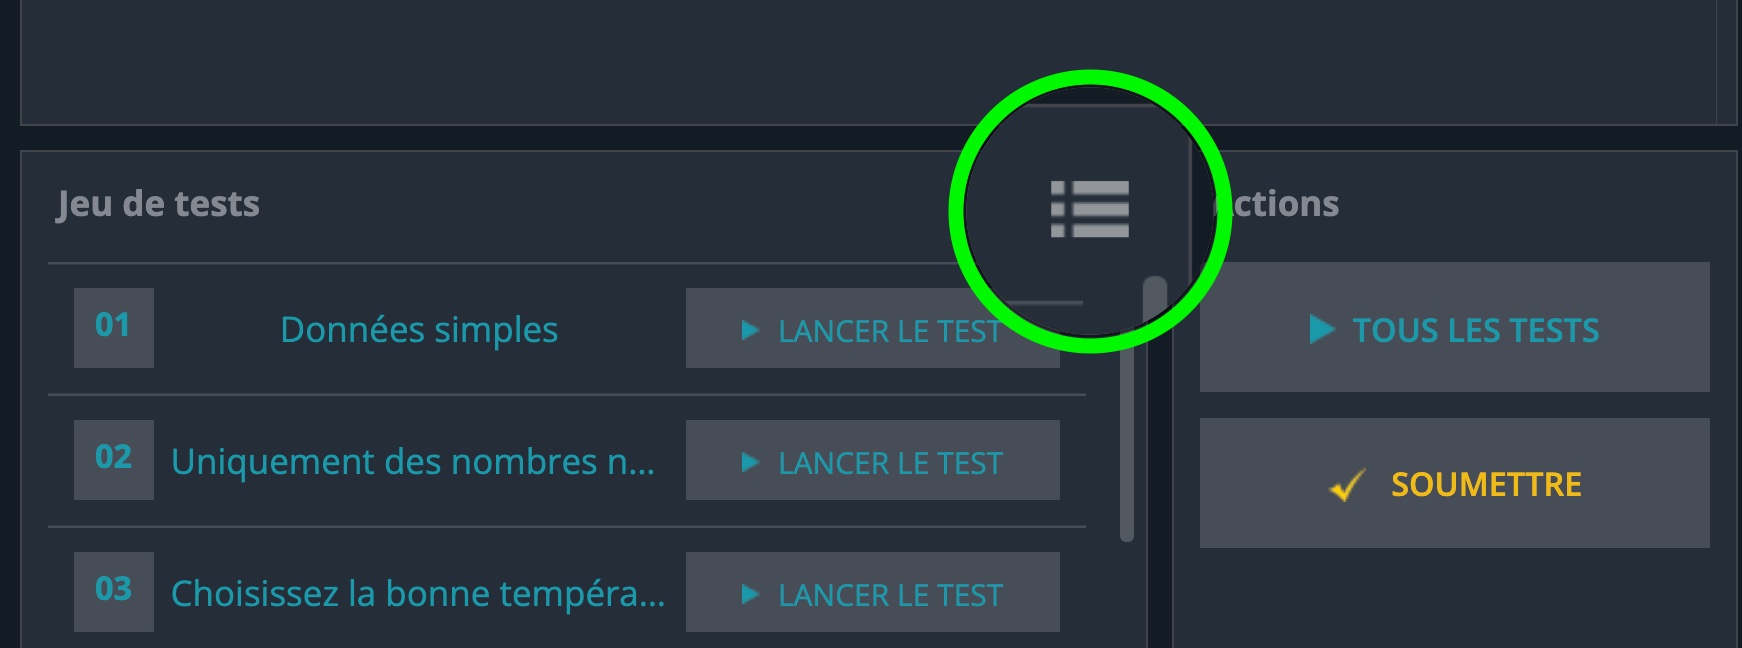 Jeu de tests
01 Données simples LANCER LE TEST
02 Uniquement des nombres n... LANCER LE TEST
03 Choisissez la bonne tempéra... LANCER LE TEST
ctions
TOUS LES TESTS
SOUMETTRE